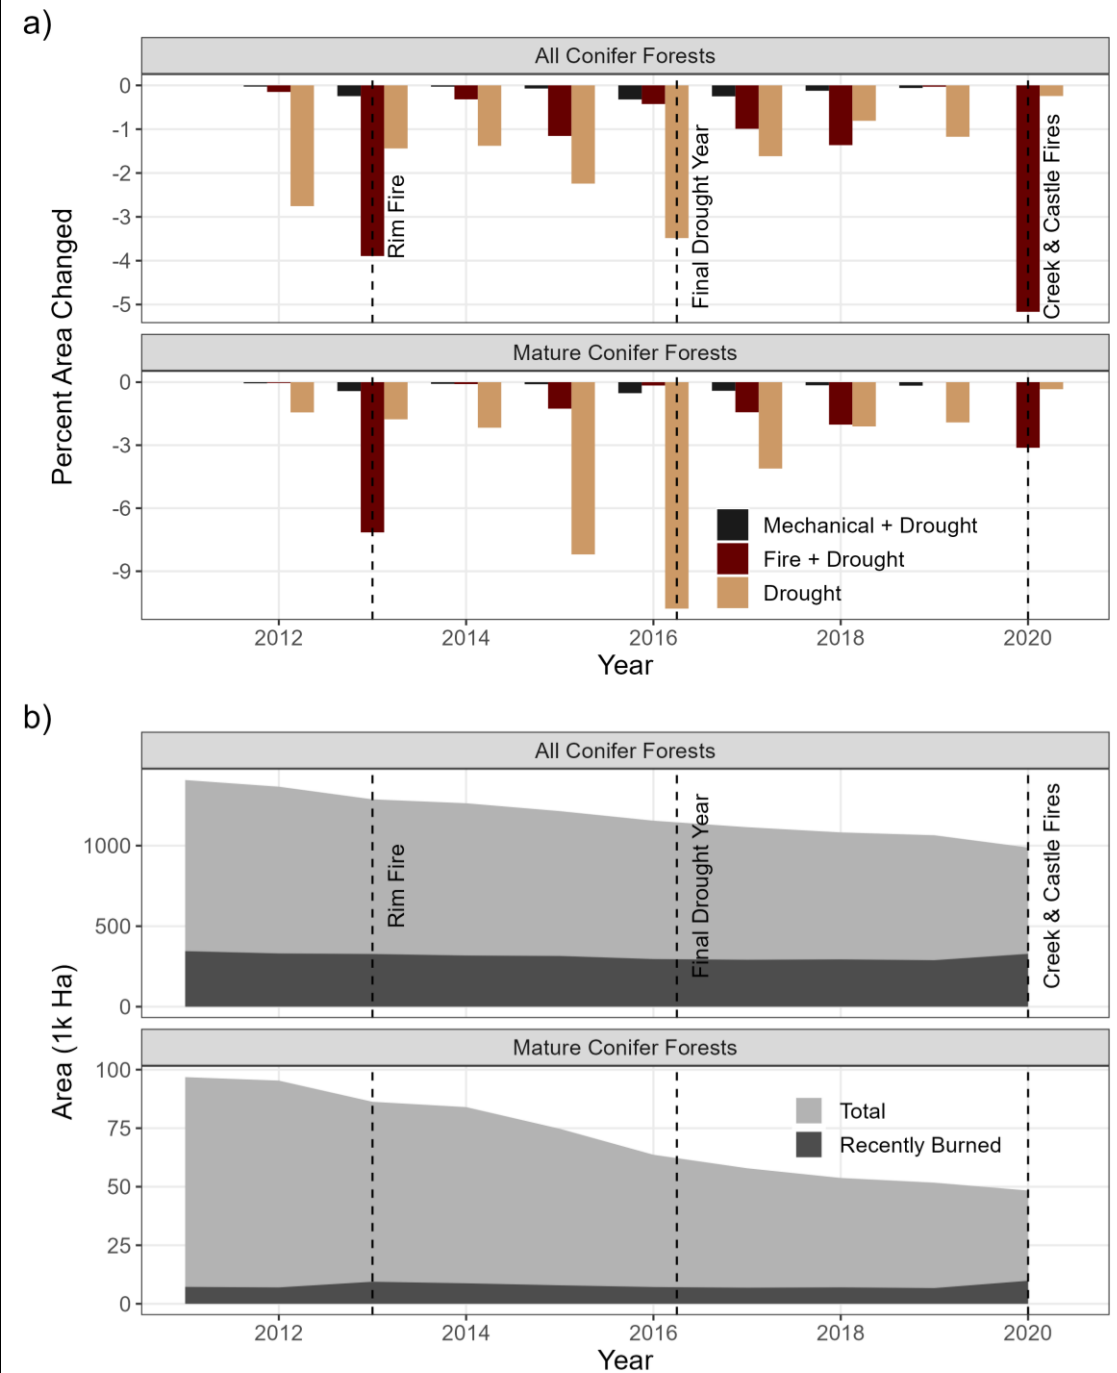 a)
All Conifer Forests
Percent Area Changed
0
-1
-2
-3
-4
-5
Rim Fire
Final Drought Year
Creek & Castle Fires
Mature Conifer Forests
0
-3
-6
-9
Mechanical + Drought
Fire + Drought
Drought
2012 2014 2016 2018 2020
Year
b)
All Conifer Forests
Area (1k Ha)
1000
500
0
Rim Fire
Final Drought Year
Creek & Castle Fires
Mature Conifer Forests
100
75
50
25
0
Total
Recently Burned
2012 2014 2016 2018 2020
Year